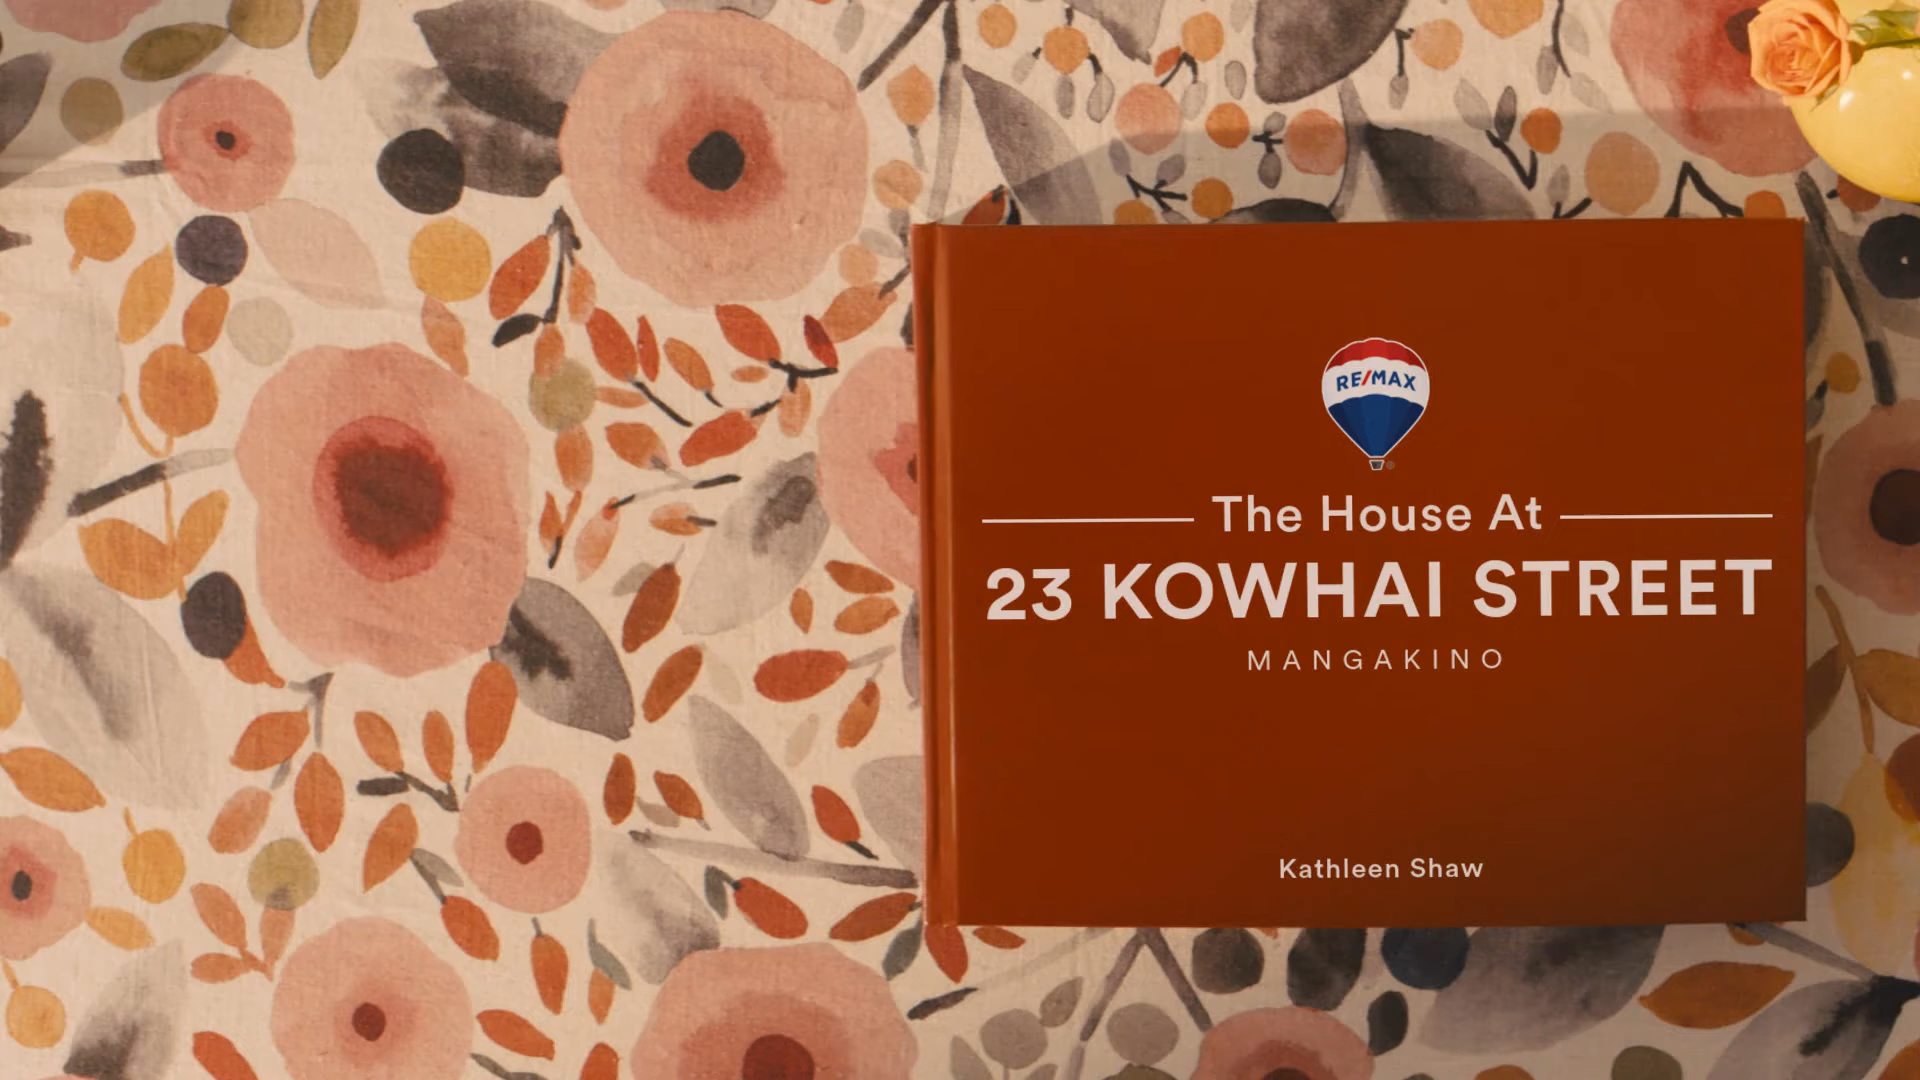 RE/MAX
The House At
23 KOWHAI STREET
MANGAKINO
Kathleen Shaw